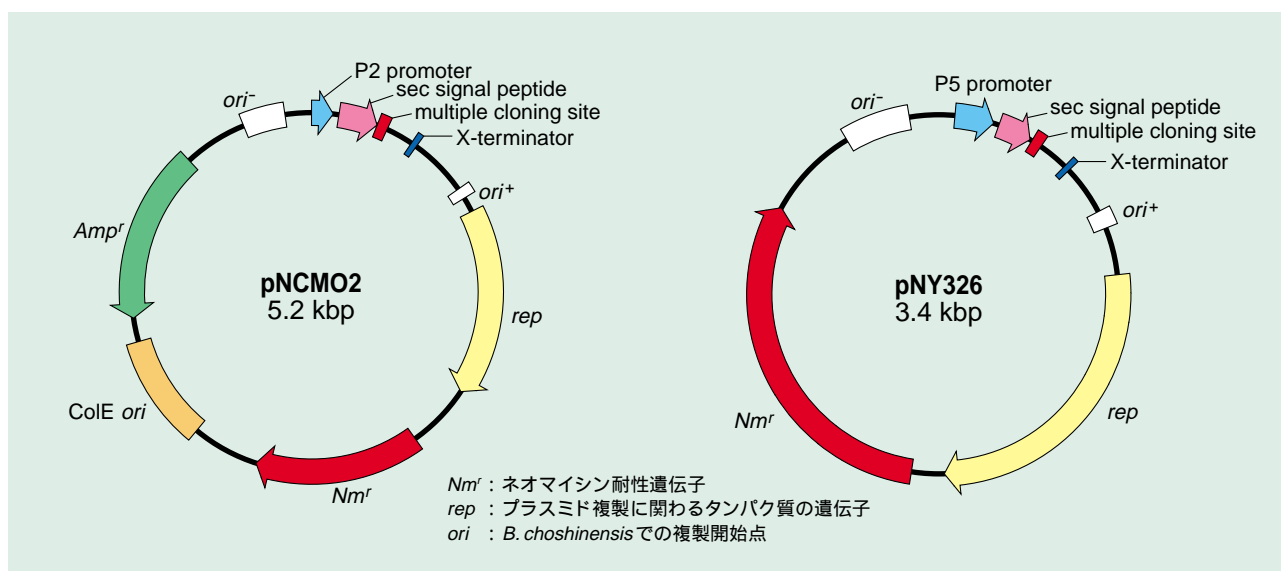 P2 promoter
sec signal peptide
multiple cloning site
X-terminator
ori-
ori+
Ampr
pNCMO2
5.2 kbp
rep
ColE ori
Nmr
P5 promoter
sec signal peptide
multiple cloning site
X-terminator
ori-
ori+
pNY326
3.4 kbp
Nmr
rep
Nmr : ネオマイシン耐性遺伝子
rep : プラスミド複製に関わるタンパク質の遺伝子
ori : B. choshinensisでの複製開始点